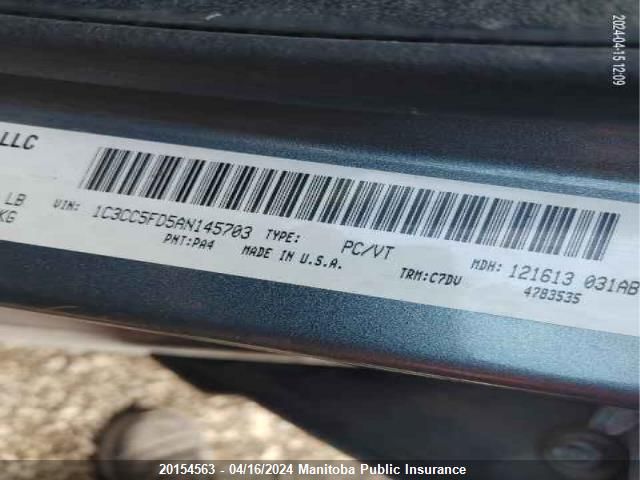 2024-04-15 12:09
LLC
LB
KG
VIN: 1C3CC5FD5AN145703 TYPE: PC/VT MDH: 121613 031AB
PNT:PA4 MADE IN U.S.A. TRM:C7DV 4783535
20154563 - 04/16/2024 Manitoba Public Insurance